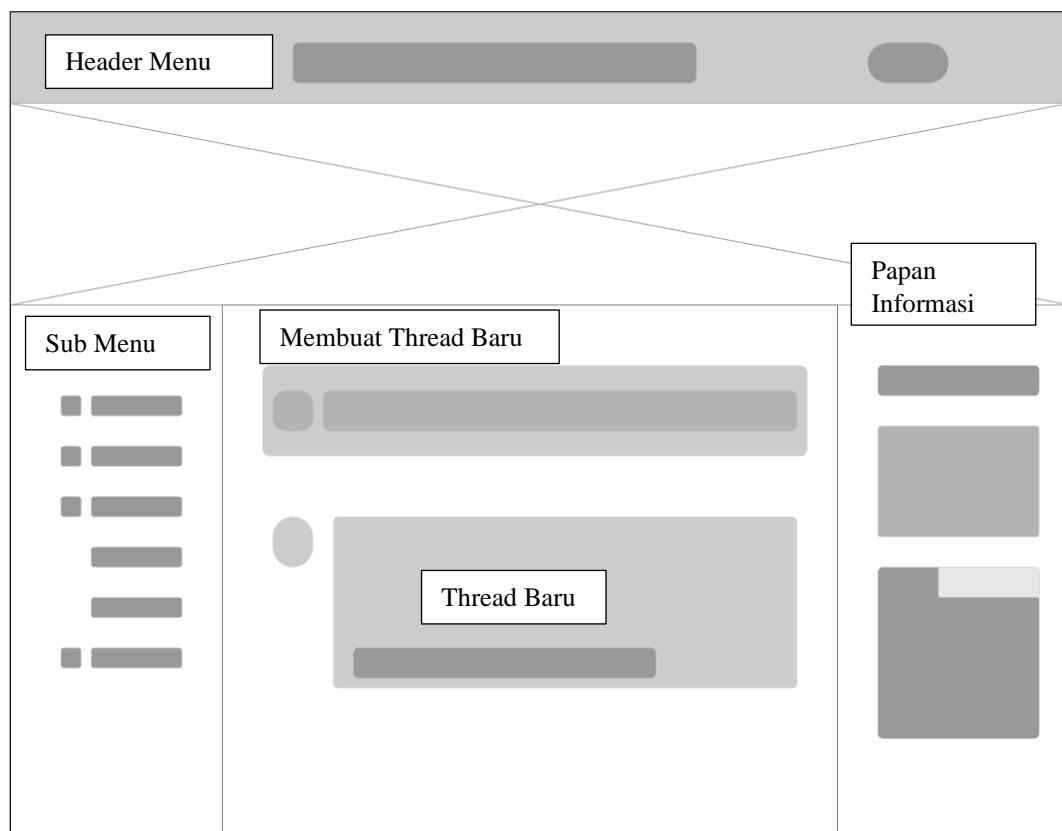 Header Menu
Papan
Informasi
Sub Menu
Membuat Thread Baru
Thread Baru